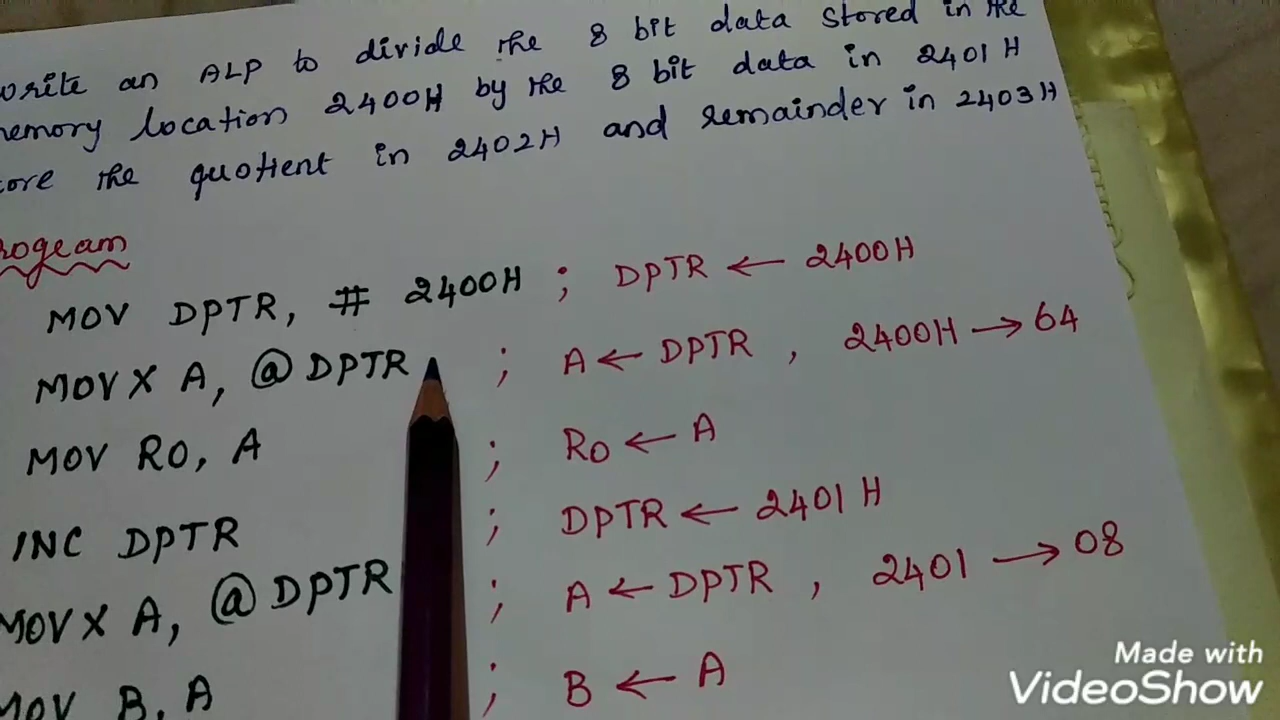 write an ALP to divide the 8 bit data stored in the
memory location 2400H by the 8 bit data in 2401H
store the quotient in 2402H and remainder in 2403H
Program
MOV DPTR, # 2400H ; DPTR ← 2400H
MOVX A, @DPTR ; A ← DPTR , 2400H → 64
MOV R0, A ; R0 ← A
INC DPTR ; DPTR ← 2401H
MOVX A, @DPTR ; A ← DPTR , 2401 → 08
MOV B, A ; B ← A
Made with
VideoShow